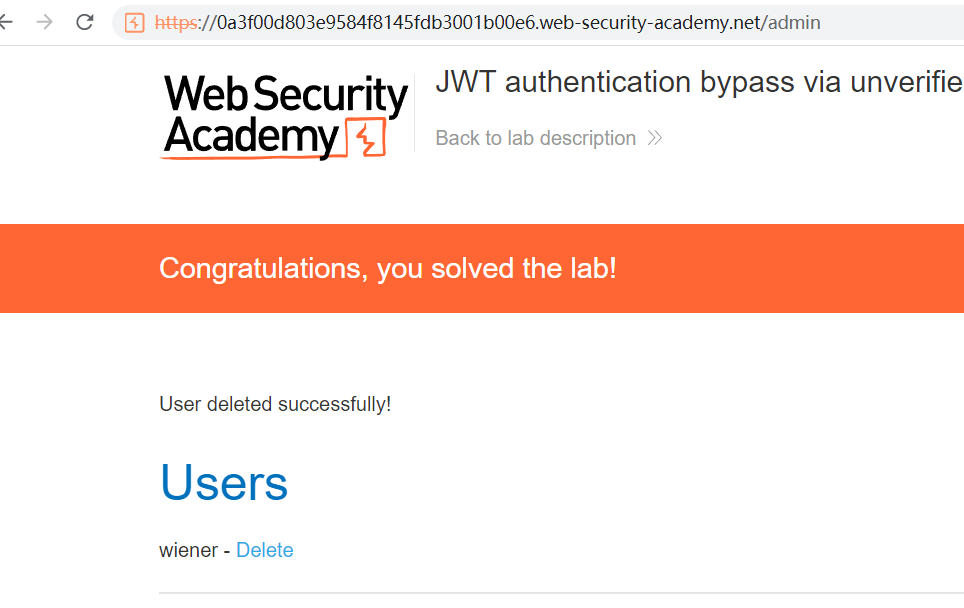 https://0a3f00d803e9584f8145fdb3001b00e6.web-security-academy.net/admin
Web Security
Academy
JWT authentication bypass via unverifie
Back to lab description
Congratulations, you solved the lab!
User deleted successfully!
Users
wiener - Delete